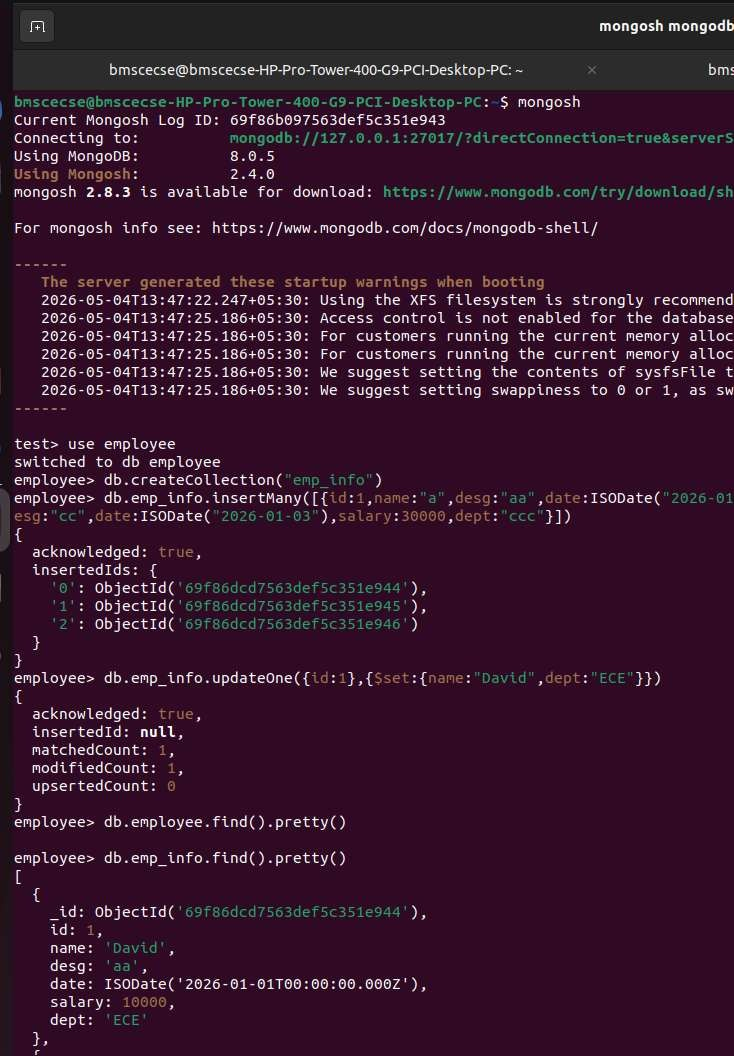 mongosh mongodb
bmscecse@bmscecse-HP-Pro-Tower-400-G9-PCI-Desktop-PC: ~ ×
bms
bmscecse@bmscecse-HP-Pro-Tower-400-G9-PCI-Desktop-PC:~$ mongosh
Current Mongosh Log ID: 69f86b097563def5c351e943
Connecting to: mongodb://127.0.0.1:27017/?directConnection=true&serverS
Using MongoDB: 8.0.5
Using Mongosh: 2.4.0
mongosh 2.8.3 is available for download: https://www.mongodb.com/try/download/sh
For mongosh info see: https://www.mongodb.com/docs/mongodb-shell/
------
The server generated these startup warnings when booting
2026-05-04T13:47:22.247+05:30: Using the XFS filesystem is strongly recommend
2026-05-04T13:47:25.186+05:30: Access control is not enabled for the database
2026-05-04T13:47:25.186+05:30: For customers running the current memory alloc
2026-05-04T13:47:25.186+05:30: For customers running the current memory alloc
2026-05-04T13:47:25.186+05:30: We suggest setting the contents of sysfsFile t
2026-05-04T13:47:25.186+05:30: We suggest setting swappiness to 0 or 1, as sw
------
test> use employee
switched to db employee
employee> db.createCollection("emp_info")
employee> db.emp_info.insertMany([{id:1,name:"a",desg:"aa",date:ISODate("2026-01
esg:"cc",date:ISODate("2026-01-03"),salary:30000,dept:"ccc"}])
{
  acknowledged: true,
  insertedIds: {
    '0': ObjectId('69f86dcd7563def5c351e944'),
    '1': ObjectId('69f86dcd7563def5c351e945'),
    '2': ObjectId('69f86dcd7563def5c351e946')
  }
}
employee> db.emp_info.updateOne({id:1},{$set:{name:"David",dept:"ECE"}})
{
  acknowledged: true,
  insertedId: null,
  matchedCount: 1,
  modifiedCount: 1,
  upsertedCount: 0
}
employee> db.employee.find().pretty()
employee> db.emp_info.find().pretty()
[
  {
    _id: ObjectId('69f86dcd7563def5c351e944'),
    id: 1,
    name: 'David',
    desg: 'aa',
    date: ISODate('2026-01-01T00:00:00.000Z'),
    salary: 10000,
    dept: 'ECE'
  },
  {